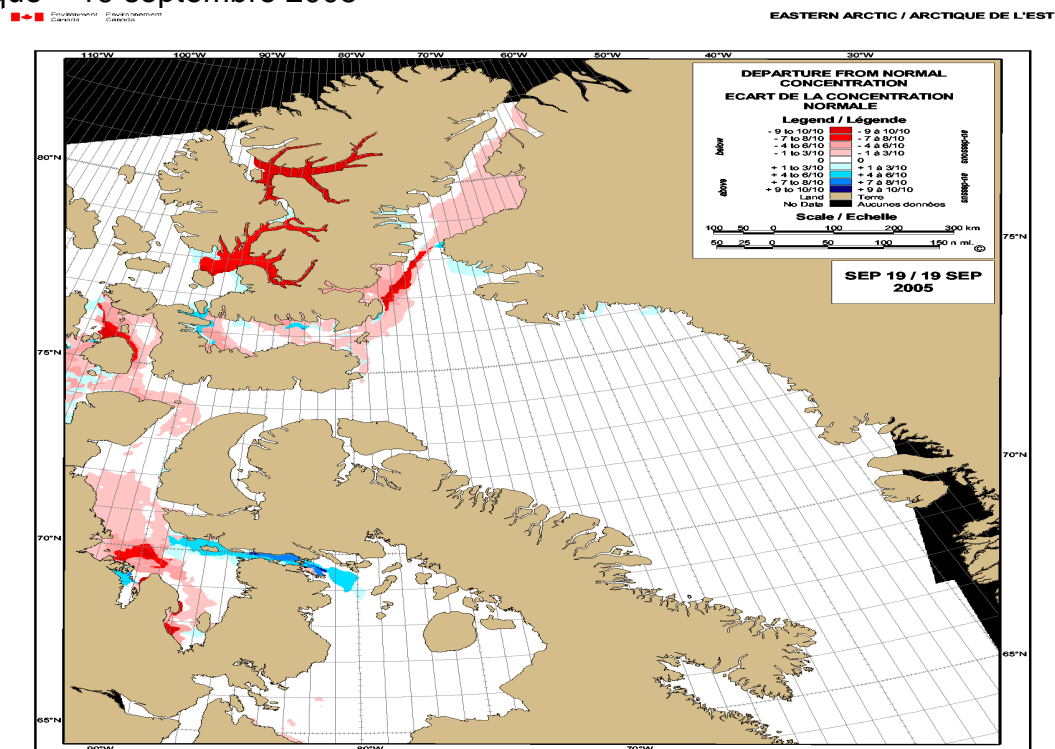 Environment Environnement
Canada Canada
EASTERN ARCTIC / ARCTIQUE DE L'EST
110°W 100°W 90°W 80°W 70°W 60°W 50°W 40°W 30°W
DEPARTURE FROM NORMAL
CONCENTRATION
ECART DE LA CONCENTRATION
NORMALE
Legend / Légende
- 9 to 10/10 - 9 à 10/10
- 7 to 8/10 - 7 à 8/10
- 4 to 6/10 - 4 à 6/10
- 1 to 3/10 - 1 à 3/10
0 0
+ 1 to 3/10 + 1 à 3/10
+ 4 to 6/10 + 4 à 6/10
+ 7 to 8/10 + 7 à 8/10
+ 9 to 10/10 + 9 à 10/10
Land Terre
No Data Aucunes données
below
above
au-dessous
au-dessus
Scale / Echelle
100 50 0 100 200 300 km
50 25 0 50 100 150 n mi.
©
SEP 19 / 19 SEP
2005
80°N
75°N
75°N
70°N
70°N
65°N
65°N
90°W 80°W 70°W